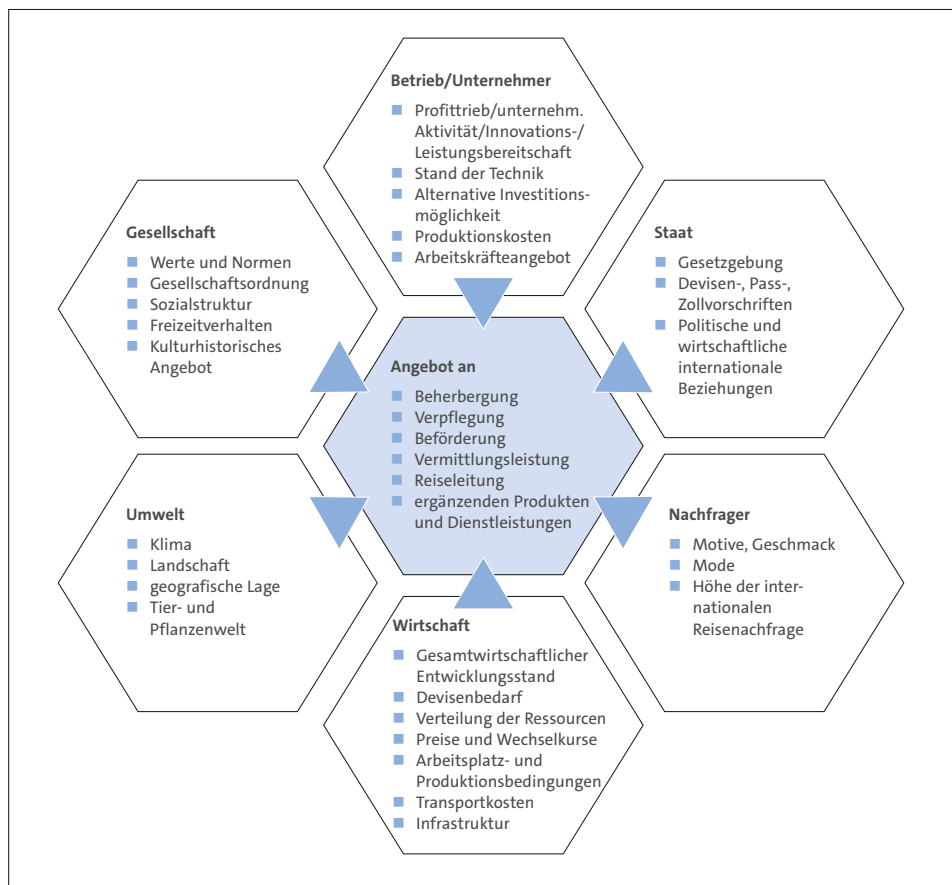 Betrieb/Unternehmer
Profittrieb/unternehm.
Aktivität/Innovations-/
Leistungsbereitschaft
Stand der Technik
Alternative Investitions-
möglichkeit
Produktionskosten
Arbeitskräfteangebot
Gesellschaft
Werte und Normen
Gesellschaftsordnung
Sozialstruktur
Freizeitverhalten
Kulturhistorisches
Angebot
Staat
Gesetzgebung
Devisen-, Pass-,
Zollvorschriften
Politische und
wirtschaftliche
internationale
Beziehungen
Angebot an
Beherbergung
Verpflegung
Beförderung
Vermittlungsleistung
Reiseleitung
ergänzenden Produkten
und Dienstleistungen
Umwelt
Klima
Landschaft
geografische Lage
Tier- und
Pflanzenwelt
Nachfrager
Motive, Geschmack
Mode
Höhe der inter-
nationalen
Reisenachfrage
Wirtschaft
Gesamtwirtschaftlicher
Entwicklungsstand
Devisenbedarf
Verteilung der Ressourcen
Preise und Wechselkurse
Arbeitsplatz- und
Produktionsbedingungen
Transportkosten
Infrastruktur